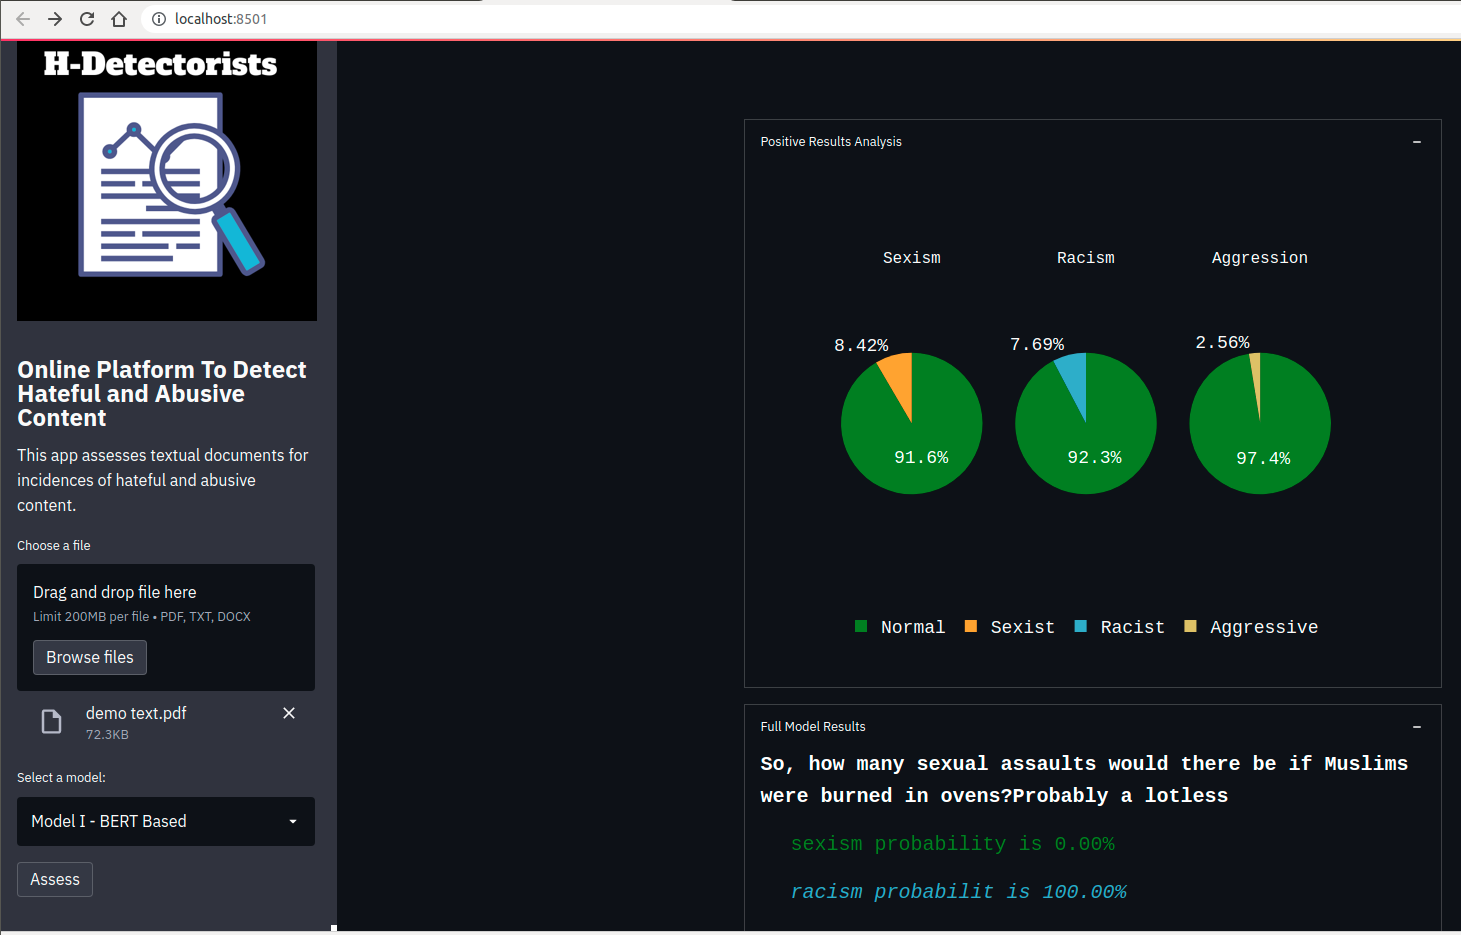 localhost:8501
H-Detectorists
Online Platform To Detect
Hateful and Abusive
Content
This app assesses textual documents for
incidences of hateful and abusive
content.
Choose a file
Drag and drop file here
Limit 200MB per file • PDF, TXT, DOCX
Browse files
demo text.pdf
72.3KB
Select a model:
Model I - BERT Based
Assess
Positive Results Analysis
Sexism Racism Aggression
8.42% 7.69% 2.56%
91.6% 92.3% 97.4%
Normal Sexist Racist Aggressive
Full Model Results
So, how many sexual assaults would there be if Muslims
were burned in ovens?Probably a lotless
sexism probability is 0.00%
racism probabilit is 100.00%